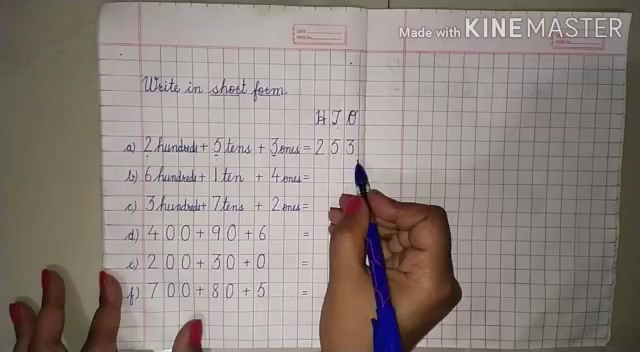 Made with KINEMASTER
Write in short form.
H T O
a) 2 hundreds + 5 tens + 3 ones = 2 5 3
b) 6 hundreds + 1 ten + 4 ones =
c) 3 hundreds + 7 tens + 2 ones =
d) 4 0 0 + 9 0 + 6 =
e) 2 0 0 + 3 0 + 0 =
f) 7 0 0 + 8 0 + 5 =